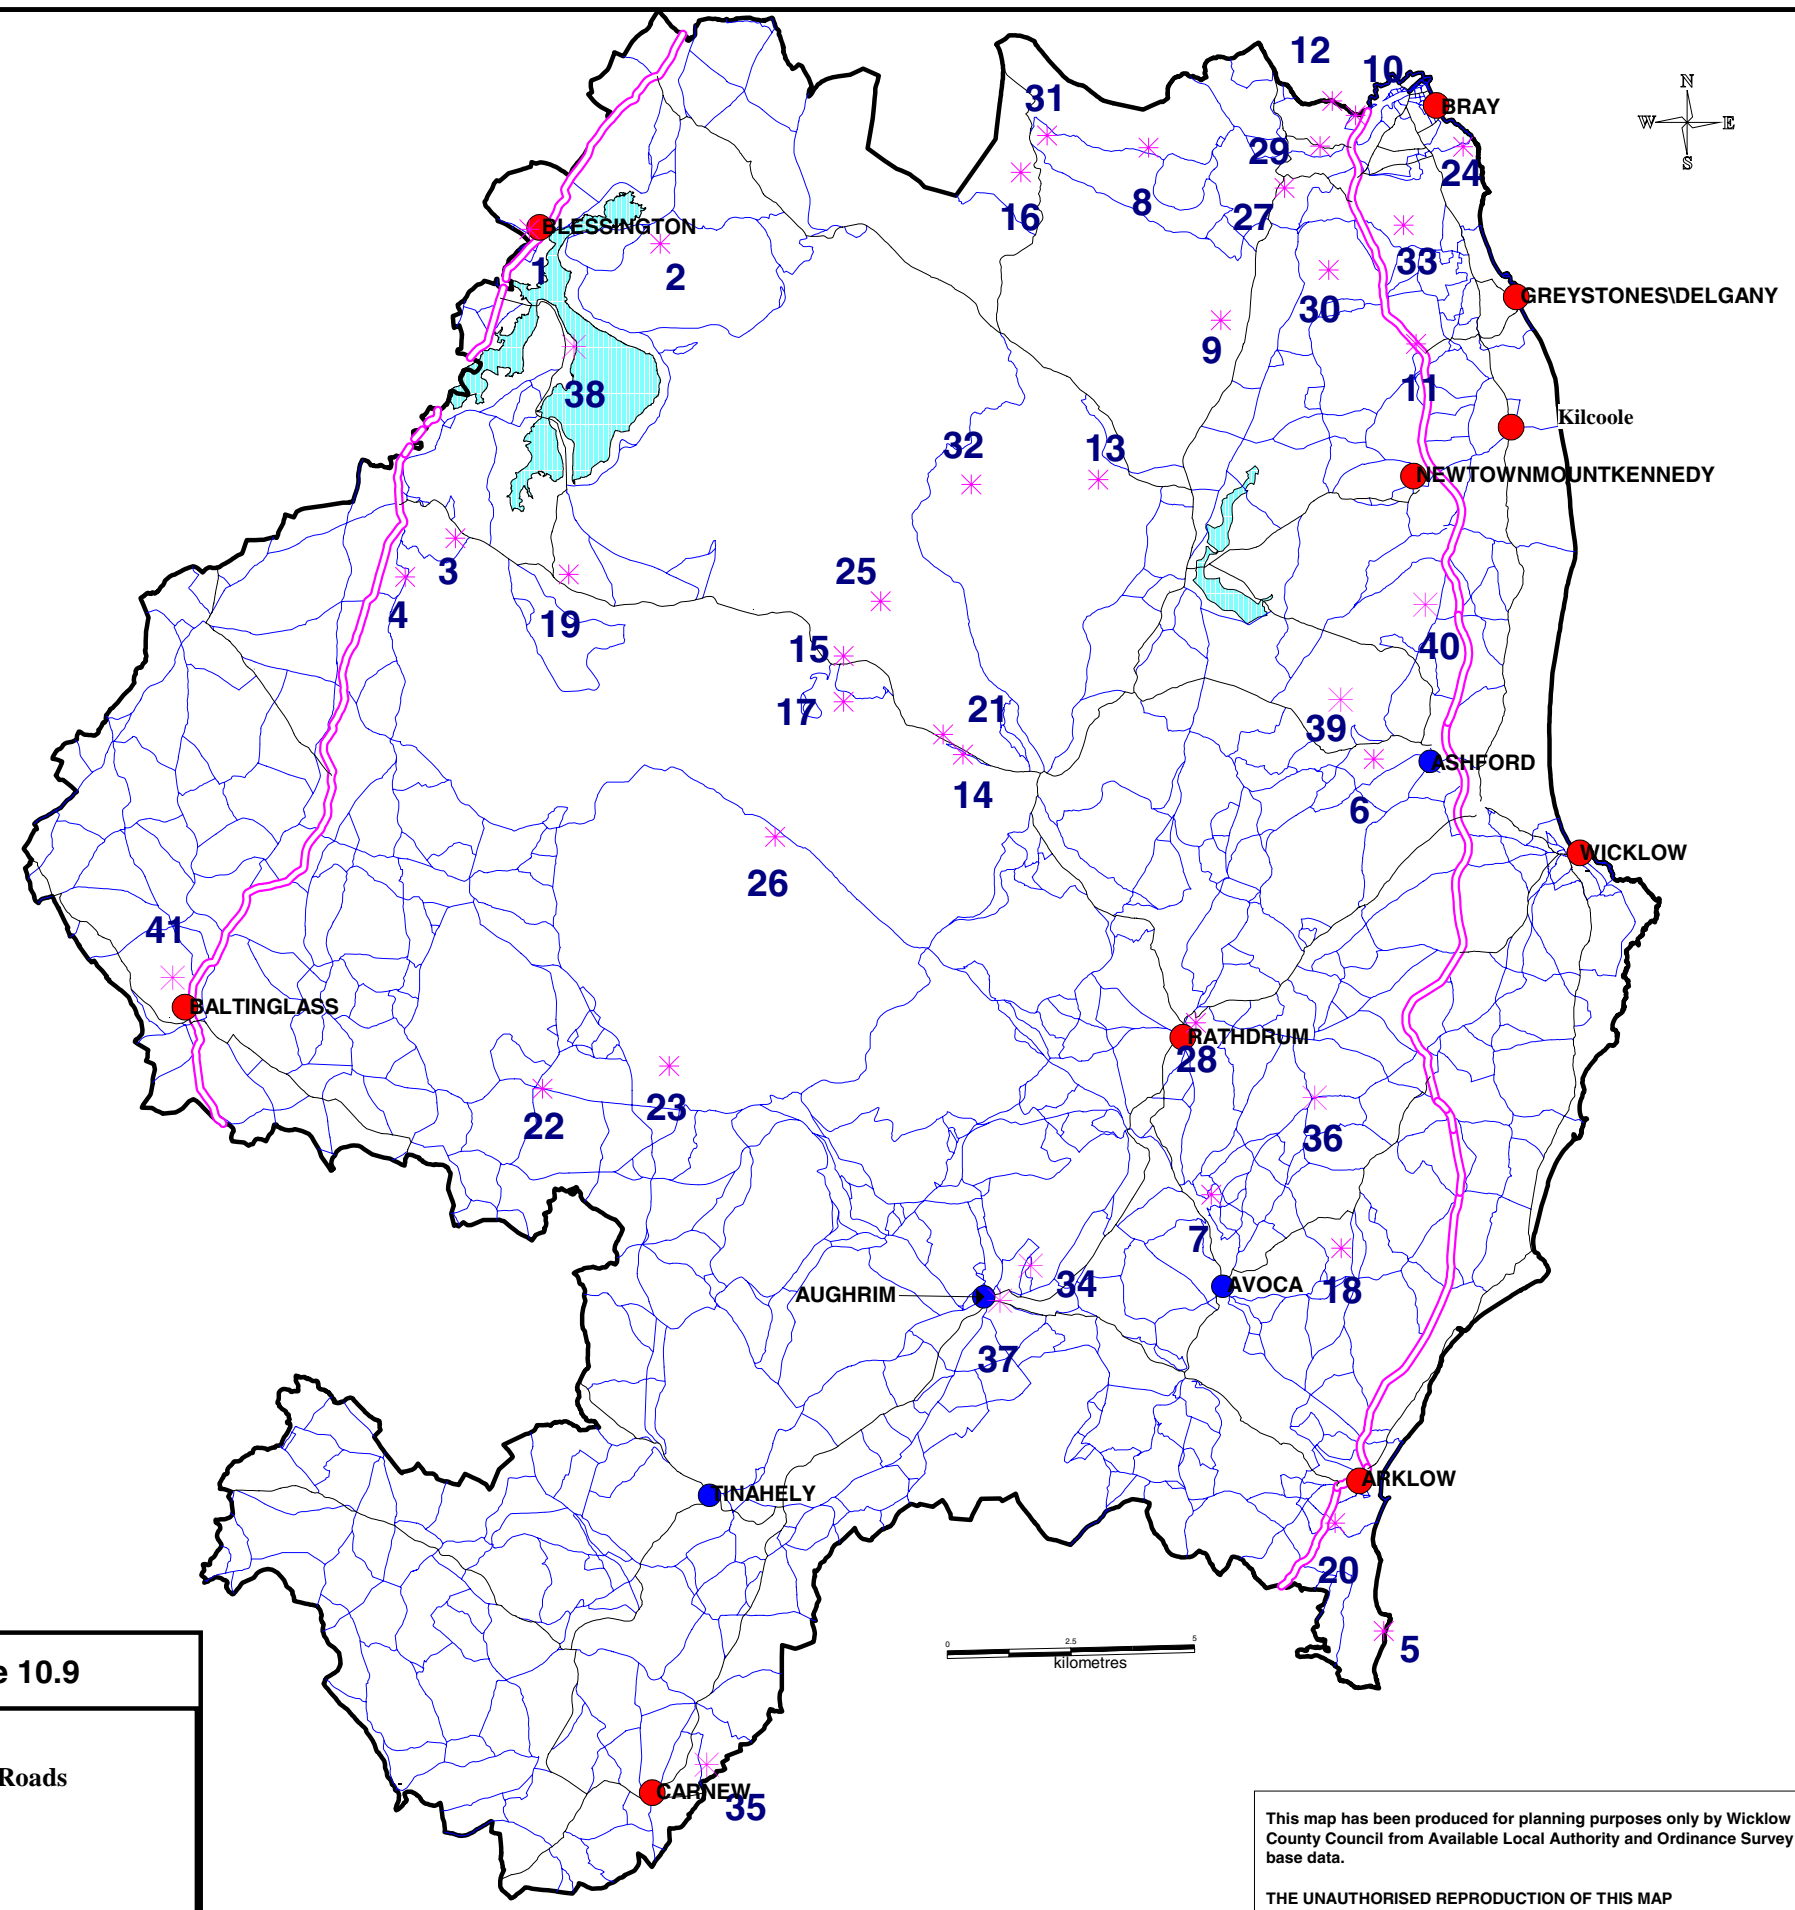 12
10
31
BRAY
N
W E
S
29
24
16
8
27
BLESSINGTON
1
2
33
30
GREYSTONES\DELGANY
9
11
38
Kilcoole
32
13
NEWTOWNMOUNTKENNEDY
3
25
4
19
15
40
17
21
39
ASHFORD
14
6
26
WICKLOW
41
BALTINGLASS
RATHDRUM
28
22
23
36
7
AUGHRIM
34
AVOCA
18
37
ARKLOW
TINAHELY
20
0 2.5 5
kilometres
5
e 10.9
Roads
CARNEW
35
This map has been produced for planning purposes only by Wicklow
County Council from Available Local Authority and Ordinance Survey
base data.
THE UNAUTHORISED REPRODUCTION OF THIS MAP